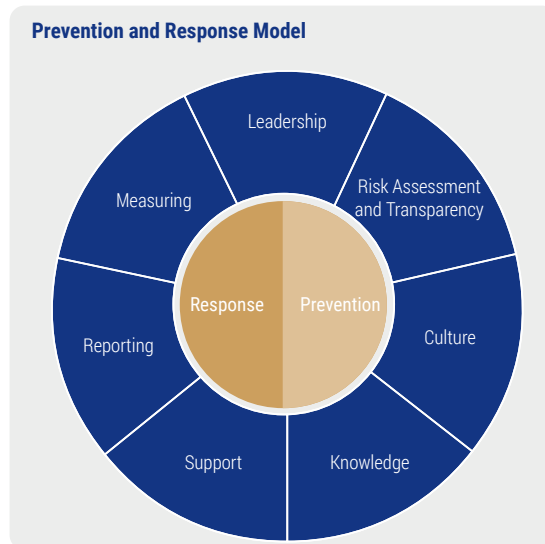 Prevention and Response Model
Leadership
Risk Assessment
and Transparency
Measuring
Response
Prevention
Culture
Reporting
Support
Knowledge